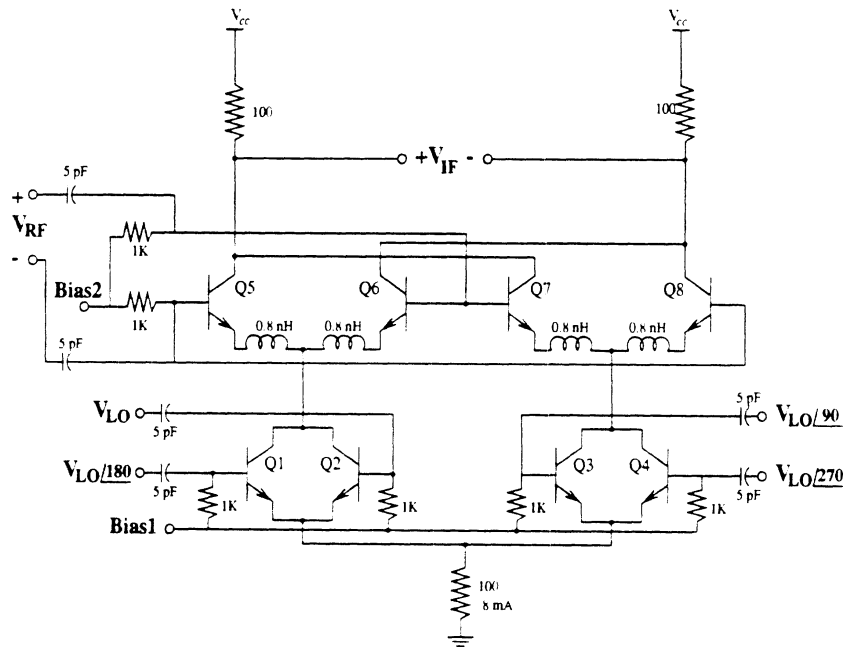 Vcc Vcc
100 100
+VIF -
5 pF
+
VRF
-
1K
Bias2
1K
Q5 Q6 Q7 Q8
0.8 nH 0.8 nH 0.8 nH 0.8 nH
5 pF
VLO
5 pF
5 pF
VLO/90
Q1 Q2 Q3 Q4
VLO/180
5 pF
5 pF
VLO/270
1K 1K 1K 1K
Bias1
100
8 mA